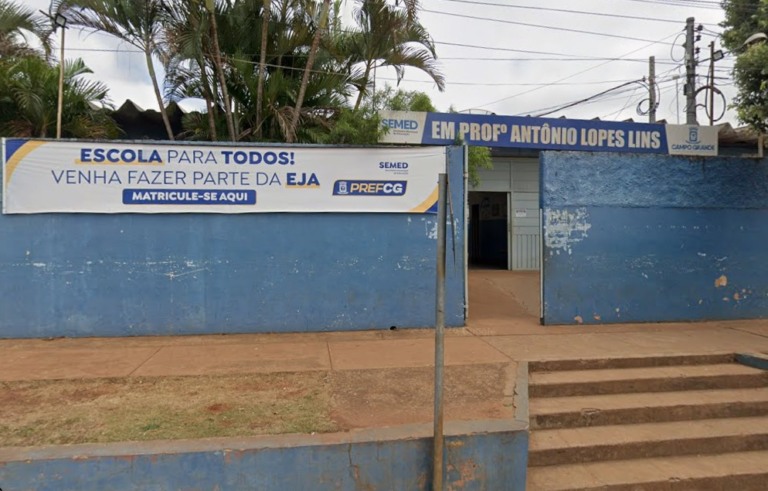 ESCOLA PARA TODOS!
VENHA FAZER PARTE DA EJA
MATRICULE-SE AQUI
SEMED
PREFCG
SEMED
EM PROFº ANTÔNIO LOPES LINS
CAMPO GRANDE